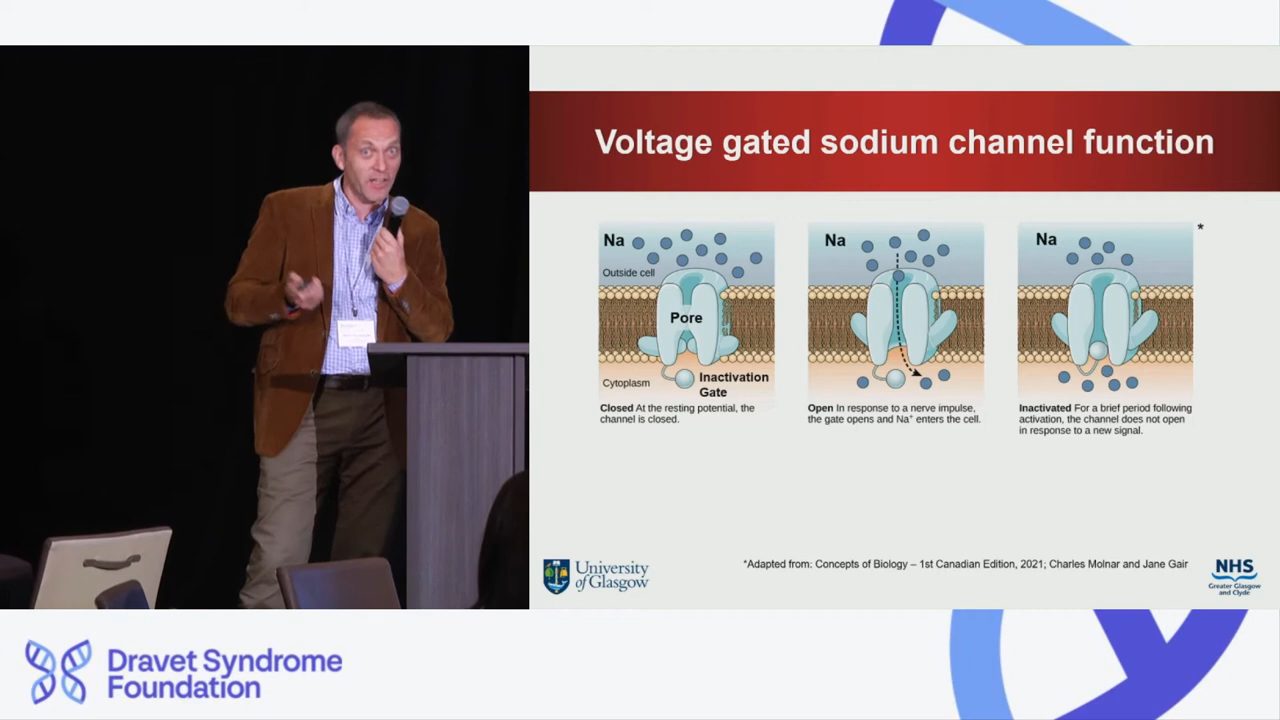 Voltage gated sodium channel function
Na
Outside cell
Pore
Cytoplasm
Inactivation
Gate
Closed At the resting potential, the
channel is closed.
Na
Open In response to a nerve impulse,
the gate opens and Na⁺ enters the cell.
Na
*
Inactivated For a brief period following
activation, the channel does not open
in response to a new signal.
*Adapted from: Concepts of Biology – 1st Canadian Edition, 2021; Charles Molnar and Jane Gair
University
of Glasgow
NHS
Greater Glasgow
and Clyde
Dravet Syndrome
Foundation